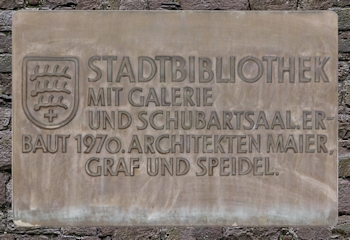 STADTBIBLIOTHEK
MIT GALERIE
UND SCHUBARTSAAL. ER-
BAUT 1970. ARCHITEKTEN MAIER,
GRAF UND SPEIDEL.